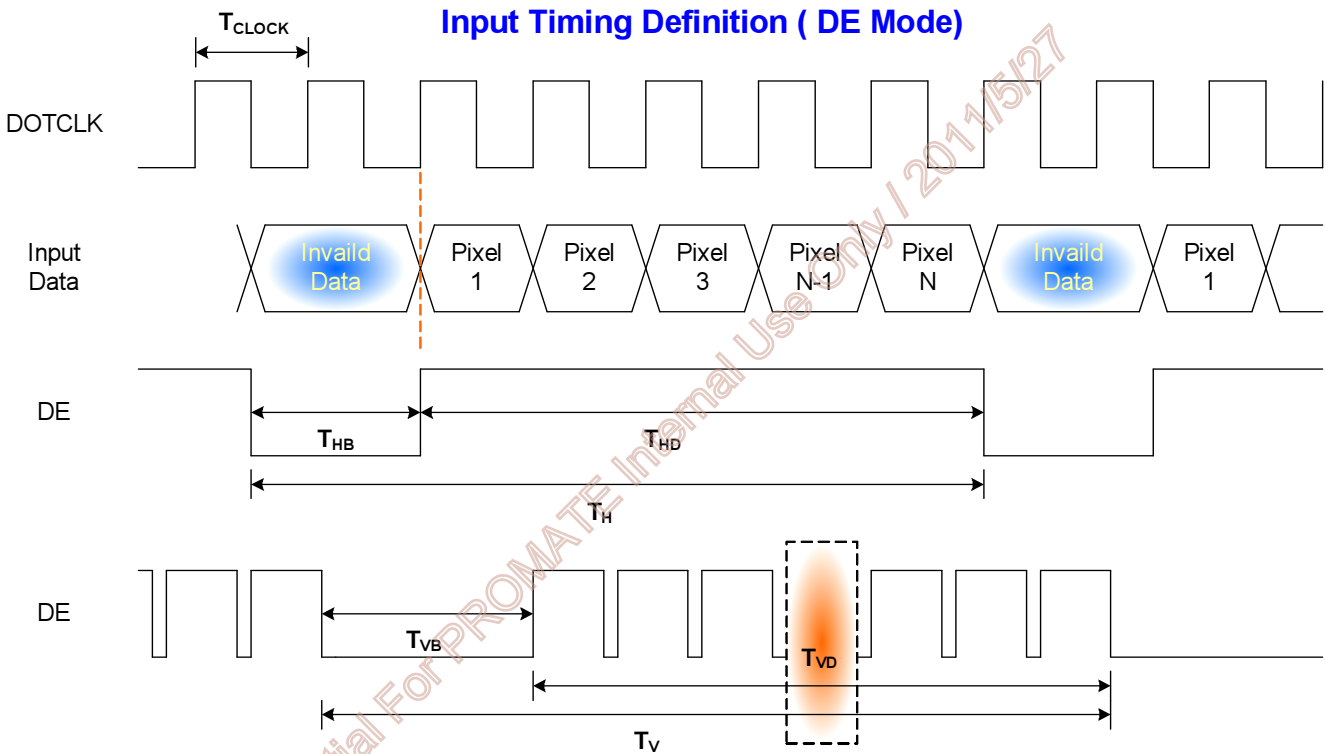 Input Timing Definition ( DE Mode)
TCLOCK
DOTCLK
Input
Data
Invaild
Data
Pixel
1
Pixel
2
Pixel
3
Pixel
N-1
Pixel
N
Invaild
Data
Pixel
1
DE
THB
THD
TH
DE
TVB
TVD
TV
For PROMATE Internal Use Only / 2011/5/27